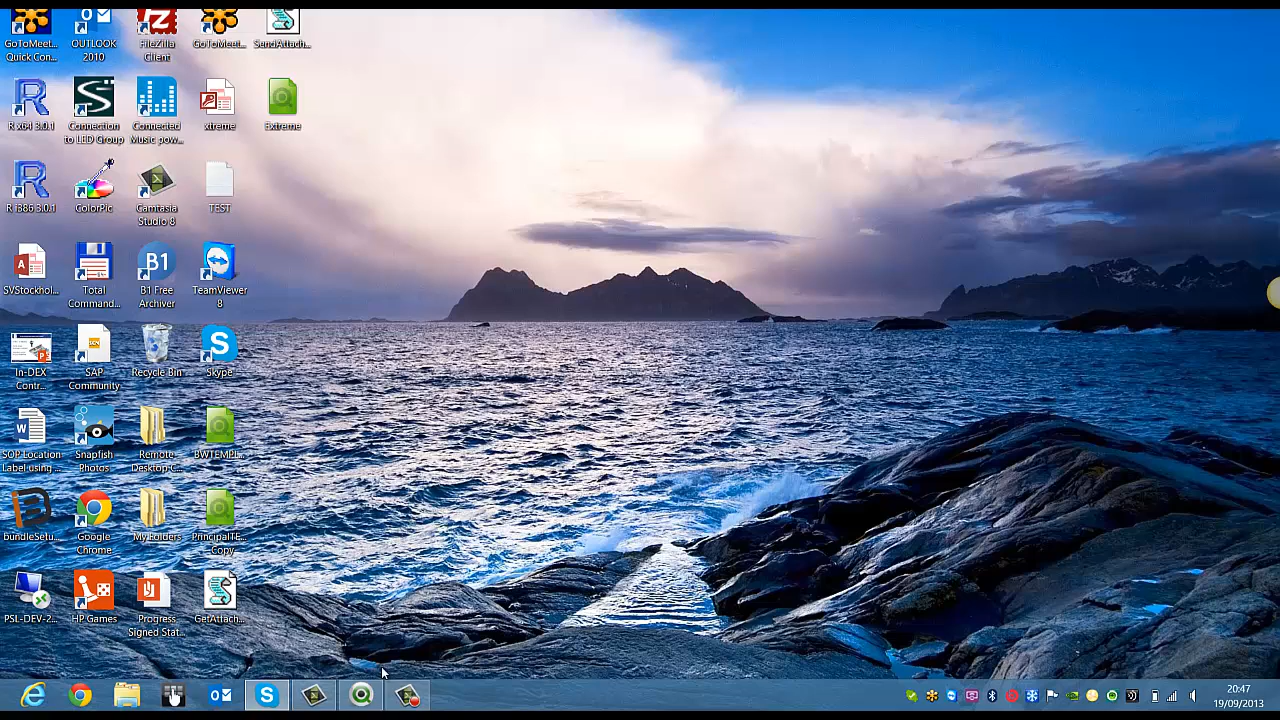 GoToMeet...
Quick Con...
OUTLOOK
2010
FileZilla
Client
GoToMeet...
SendAttach...
R x64 3.0.1
Connection
to LED Group
Connected
Music pow...
xtreme
Extreme
R i386 3.0.1
ColorPic
Camtasia
Studio 8
TEST
SVStockhol...
Total
Command...
B1 Free
Archiver
TeamViewer
8
In-DEX
Contr...
SAP
Community
Recycle Bin
Skype
SOP Location
Label using ...
Snapfish
Photos
Remote
Desktop C...
BWTEMPL...
bundleSetu...
Google
Chrome
My Folders
PrincipalTE...
Copy
PSL-DEV-2...
HP Games
Progress
Signed Stat...
GetAttach...
20:47
19/09/2013